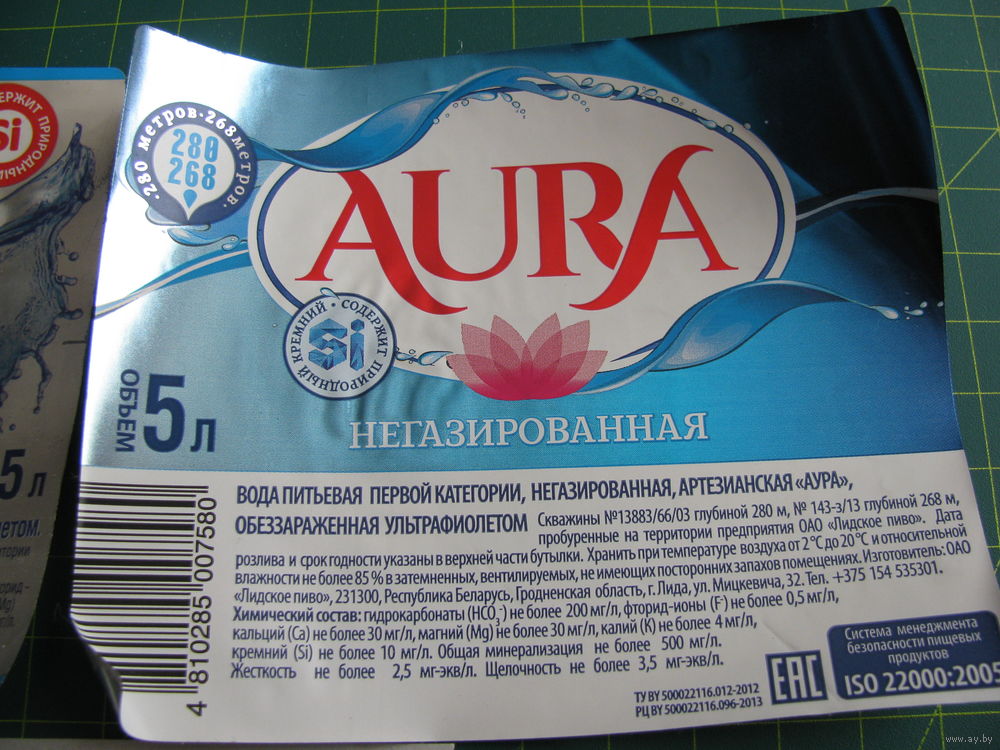 ЕРЖИТ ПРИРОДНЫ
Si
5 л
етом.
280 метров · 268 метров ·
280
268
AURA
ПРИРОДНЫЙ КРЕМНИЙ · СОДЕРЖИТ
Si
ОБЪЕМ
5 л
НЕГАЗИРОВАННАЯ
ВОДА ПИТЬЕВАЯ ПЕРВОЙ КАТЕГОРИИ, НЕГАЗИРОВАННАЯ, АРТЕЗИАНСКАЯ «АУРА»,
ОБЕЗЗАРАЖЕННАЯ УЛЬТРАФИОЛЕТОМ Скважины №13883/66/03 глубиной 280 м, № 143-э/13 глубиной 268 м,
пробуренные на территории предприятия ОАО «Лидское пиво». Дата
розлива и срок годности указаны в верхней части бутылки. Хранить при температуре воздуха от 2°С до 20°С и относительной
влажности не более 85 % в затемненных, вентилируемых, не имеющих посторонних запахов помещениях. Изготовитель: ОАО
«Лидское пиво», 231300, Республика Беларусь, Гродненская область, г. Лида, ул. Мицкевича, 32. Тел. +375 154 535301.
Химический состав: гидрокарбонаты (HCO3-) не более 200 мг/л, фторид-ионы (F-) не более 0,5 мг/л,
кальций (Ca) не более 30 мг/л, магний (Mg) не более 30 мг/л, калий (K) не более 4 мг/л,
кремний (Si) не более 10 мг/л. Общая минерализация не более 500 мг/л.
Жесткость не более 2,5 мг-экв/л. Щелочность не более 3,5 мг-экв/л.
4 810285 007580
ТУ BY 500022116.012-2012
РЦ BY 500022116.096-2013
EAC
Система менеджмента
безопасности пищевых
продуктов
ISO 22000:2005
www.ay.by